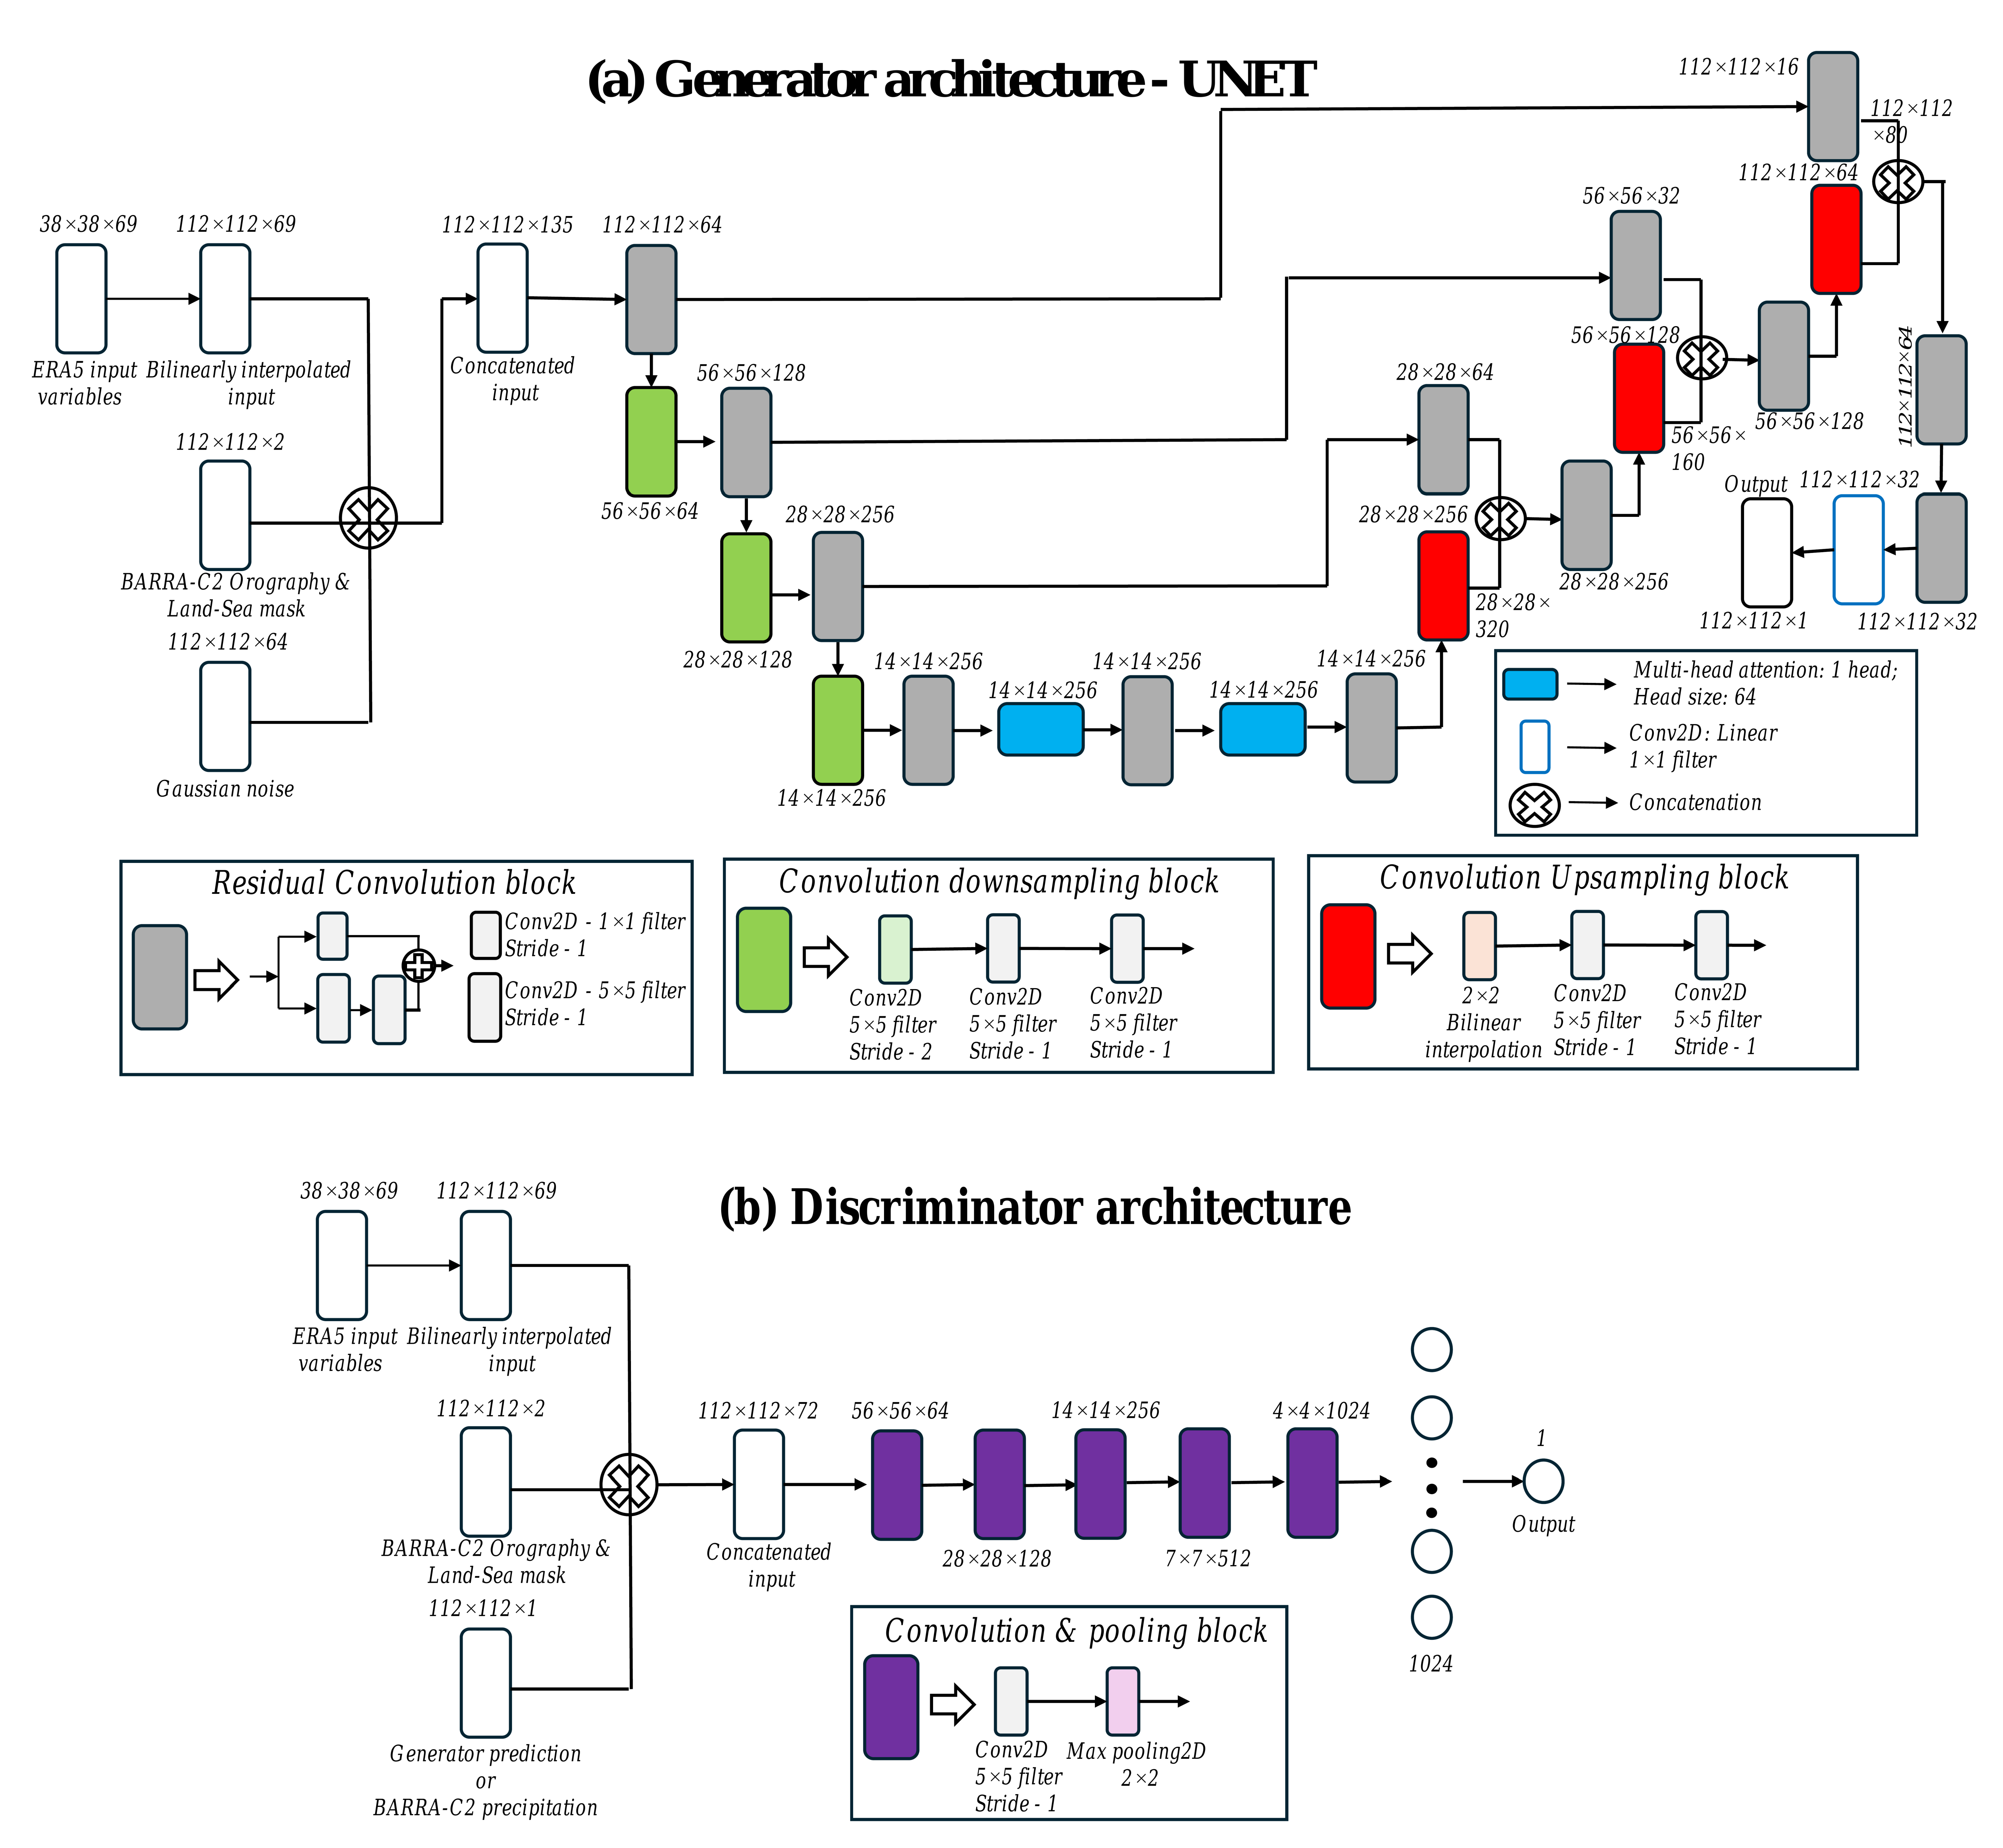 (a) Generator architecture - UNET
38×38×69
ERA5 input
variables
112×112×69
Bilinearly interpolated
input
112×112×2
BARRA-C2 Orography &
Land-Sea mask
112×112×64
Gaussian noise
112×112×135
Concatenated
input
112×112×64
56×56×64
56×56×128
28×28×128
28×28×256
14×14×256
14×14×256
14×14×256
14×14×256
14×14×256
14×14×256
28×28×64
28×28×256
28×28×
320
28×28×256
56×56×32
56×56×128
56×56×
160
56×56×128
112×112×16
112×112
×80
112×112×64
112×112×64
112×112×32
112×112×32
Output
112×112×1
Multi-head attention: 1 head;
Head size: 64
Conv2D: Linear
1×1 filter
Concatenation
Residual Convolution block
Conv2D - 1×1 filter
Stride - 1
Conv2D - 5×5 filter
Stride - 1
Convolution downsampling block
Conv2D
5×5 filter
Stride - 2
Conv2D
5×5 filter
Stride - 1
Conv2D
5×5 filter
Stride - 1
Convolution Upsampling block
2×2
Bilinear
interpolation
Conv2D
5×5 filter
Stride - 1
Conv2D
5×5 filter
Stride - 1
(b) Discriminator architecture
38×38×69
ERA5 input
variables
112×112×69
Bilinearly interpolated
input
112×112×2
BARRA-C2 Orography &
Land-Sea mask
112×112×1
Generator prediction
or
BARRA-C2 precipitation
112×112×72
Concatenated
input
56×56×64
28×28×128
14×14×256
7×7×512
4×4×1024
1024
1
Output
Convolution & pooling block
Conv2D
5×5 filter
Stride - 1
Max pooling2D
2×2